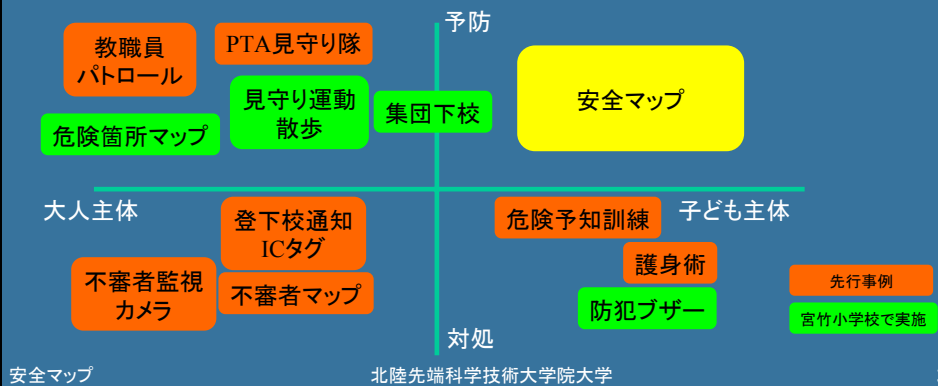 予防
教職員
パトロール
PTA見守り隊
見守り運動
散歩
集団下校
安全マップ
危険箇所マップ
大人主体
子ども主体
登下校通知
ICタグ
不審者監視
カメラ
不審者マップ
危険予知訓練
護身術
防犯ブザー
対処
先行事例
宮竹小学校で実施
安全マップ
北陸先端科学技術大学院大学